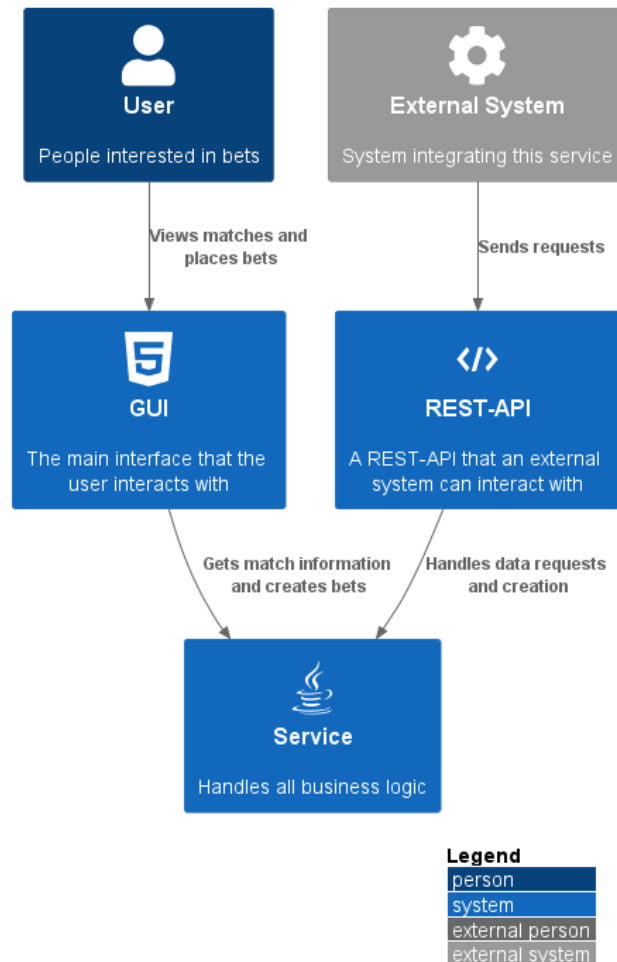 User
People interested in bets
External System
System integrating this service
Views matches and
places bets
Sends requests
5
GUI
The main interface that the
user interacts with
</>
REST-API
A REST-API that an external
system can interact with
Gets match information
and creates bets
Handles data requests
and creation
Service
Handles all business logic
Legend
person
system
external person
external system